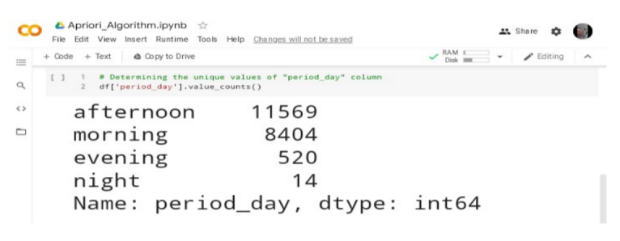 Apriori_Algorithm.ipynb
File Edit View Insert Runtime Tools Help Changes will not be saved
Share
+ Code + Text Copy to Drive
RAM
Disk
Editing
[ ] 1 # Determining the unique values of "period_day" column
2 df['period_day'].value_counts()
afternoon 11569
morning 8404
evening 520
night 14
Name: period_day, dtype: int64